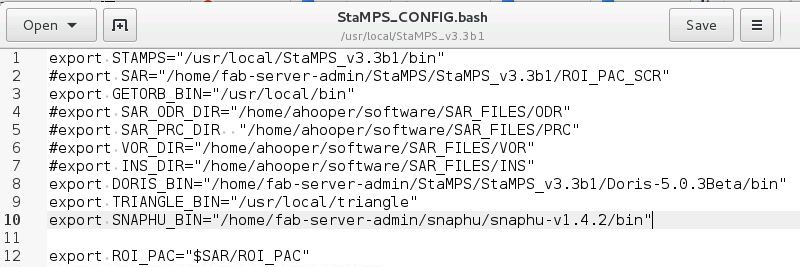 Open
StaMPS_CONFIG.bash
/usr/local/StaMPS_v3.3b1
Save
1 export STAMPS="/usr/local/StaMPS_v3.3b1/bin"
2 #export SAR="/home/fab-server-admin/StaMPS/StaMPS_v3.3b1/ROI_PAC_SCR"
3 export GETORB_BIN="/usr/local/bin"
4 #export SAR_ODR_DIR="/home/ahooper/software/SAR_FILES/ODR"
5 #export SAR_PRC_DIR  "/home/ahooper/software/SAR_FILES/PRC"
6 #export VOR_DIR="/home/ahooper/software/SAR_FILES/VOR"
7 #export INS_DIR="/home/ahooper/software/SAR_FILES/INS"
8 export DORIS_BIN="/home/fab-server-admin/StaMPS/StaMPS_v3.3b1/Doris-5.0.3Beta/bin"
9 export TRIANGLE_BIN="/usr/local/triangle"
10 export SNAPHU_BIN="/home/fab-server-admin/snaphu/snaphu-v1.4.2/bin"
11
12 export ROI_PAC="$SAR/ROI_PAC"